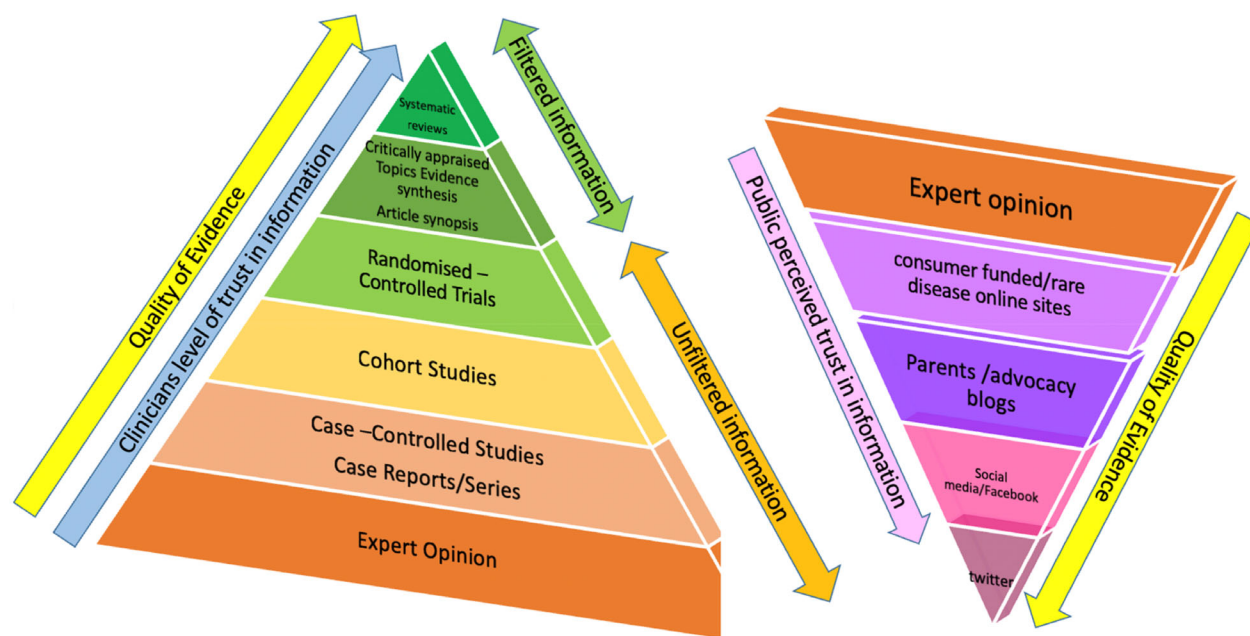 Quality of Evidence
Clinicians level of trust in information
Systematic
reviews
Critically appraised
Topics Evidence
synthesis
Article synopsis
Randomised –
Controlled Trials
Cohort Studies
Case –Controlled Studies
Case Reports/Series
Expert Opinion
Filtered information
Unfiltered information
Public perceived trust in information
Expert opinion
consumer funded/rare
disease online sites
Parents /advocacy
blogs
Social
media/Facebook
twitter
Quality of Evidence